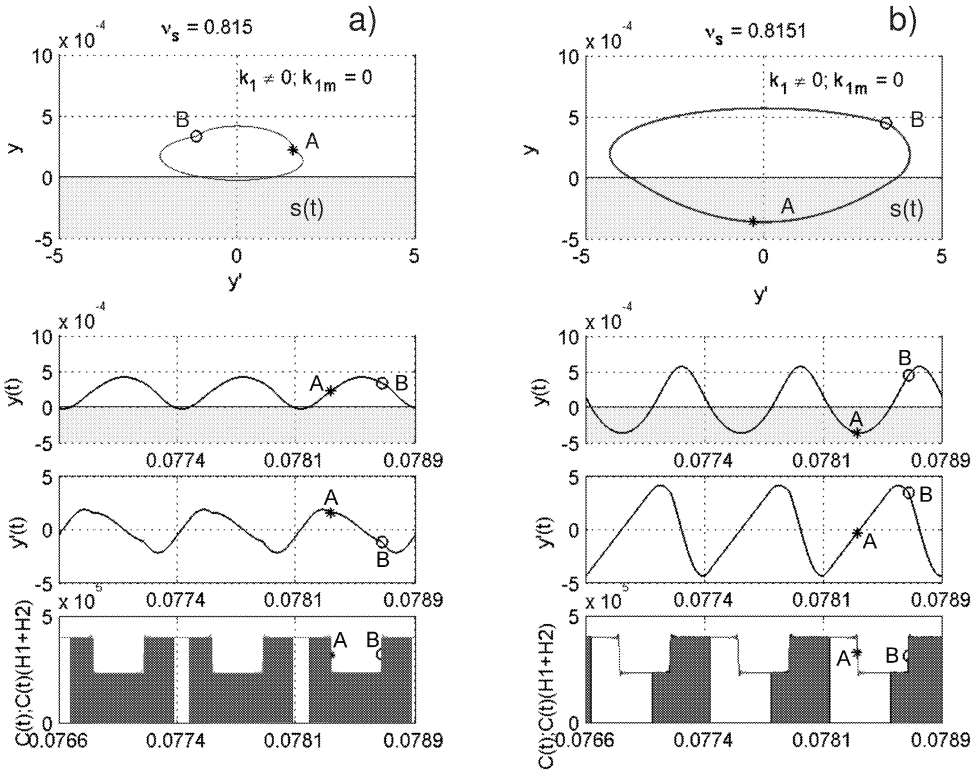 a)
ν_s = 0.815
x 10^-4
k_1 ≠ 0; k_1m = 0
10
5
0
-5
y
B
A
s(t)
-5
0
5
y'
x 10^-4
10
5
0
-5
y(t)
A
B
0.0774
0.0781
0.0789
5
0
-5
y'(t)
A
B
x 10^5
0.0774
0.0781
0.0789
5
0
C(t);C(t)(H1+H2)
A
B
0.0766
0.0774
0.0781
0.0789
b)
ν_s = 0.8151
x 10^-4
k_1 ≠ 0; k_1m = 0
10
5
0
-5
y
B
A
s(t)
-5
0
5
y'
x 10^-4
10
5
0
-5
y(t)
B
A
0.0774
0.0781
0.0789
5
0
-5
y'(t)
B
A
x 10^5
0.0774
0.0781
0.0789
5
0
C(t);C(t)(H1+H2)
A
B
0.0766
0.0774
0.0781
0.0789